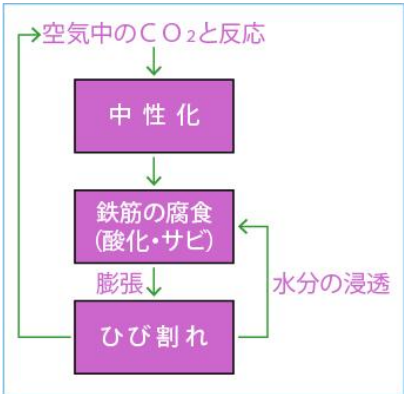 空気中のCO₂と反応
中性化
鉄筋の腐食
(酸化・サビ)
膨張
水分の浸透
ひび割れ